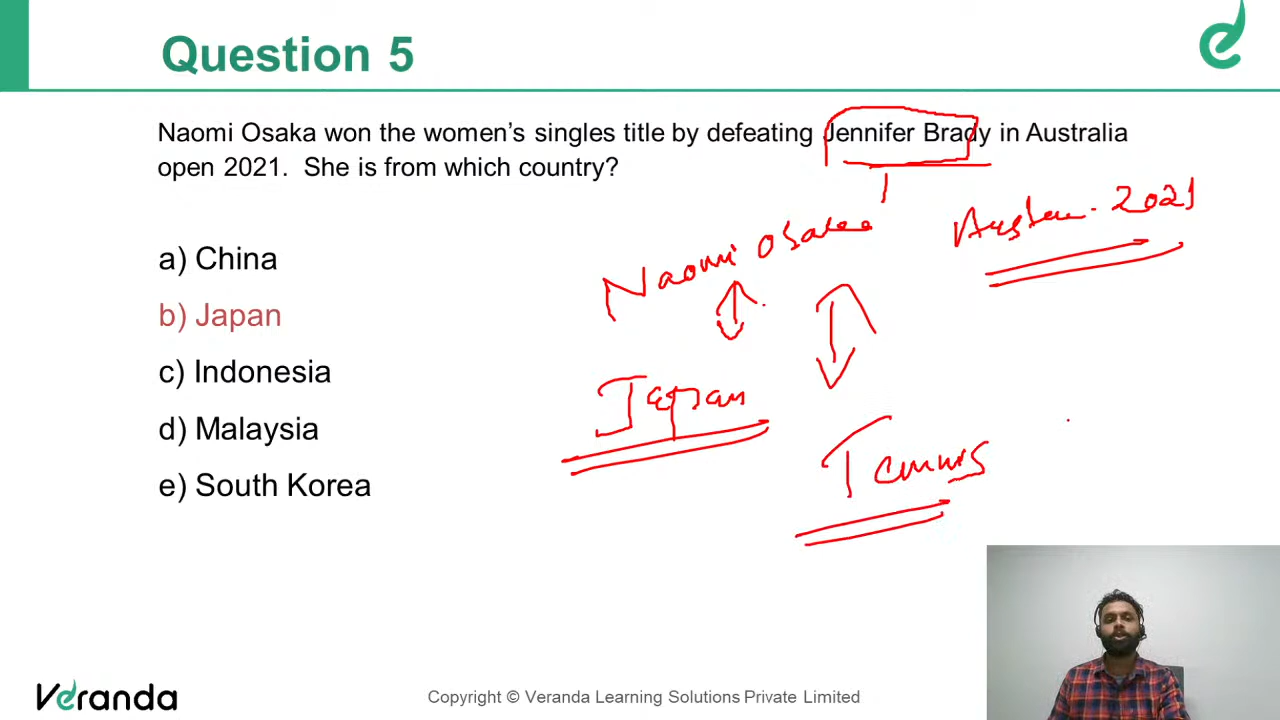 Question 5
Naomi Osaka won the women's singles title by defeating Jennifer Brady in Australia
open 2021. She is from which country?
Naomi Osaka
2021
a) China
b) Japan
c) Indonesia
d) Malaysia
e) South Korea
Japan
Tennis
Veranda
Copyright © Veranda Learning Solutions Private Limited